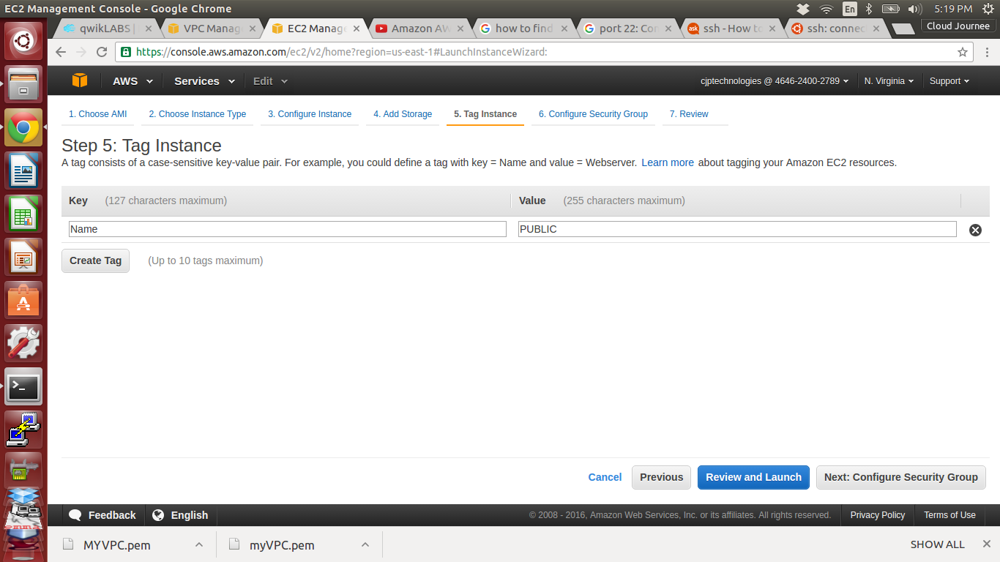 EC2 Management Console - Google Chrome
En
5:19 PM
qwikLABS |
VPC Manag
EC2 Manage
Amazon AW
how to find
port 22: Con
ssh - How to
ssh: connec
Cloud Journee
https://console.aws.amazon.com/ec2/v2/home?region=us-east-1#LaunchInstanceWizard:
AWS
Services
Edit
cjptechnologies @ 4646-2400-2789
N. Virginia
Support
1. Choose AMI
2. Choose Instance Type
3. Configure Instance
4. Add Storage
5. Tag Instance
6. Configure Security Group
7. Review
Step 5: Tag Instance
A tag consists of a case-sensitive key-value pair. For example, you could define a tag with key = Name and value = Webserver. Learn more about tagging your Amazon EC2 resources.
Key (127 characters maximum)
Value (255 characters maximum)
Name
PUBLIC
Create Tag
(Up to 10 tags maximum)
Cancel
Previous
Review and Launch
Next: Configure Security Group
Feedback
English
© 2008 - 2016, Amazon Web Services, Inc. or its affiliates. All rights reserved.
Privacy Policy
Terms of Use
MYVPC.pem
myVPC.pem
SHOW ALL